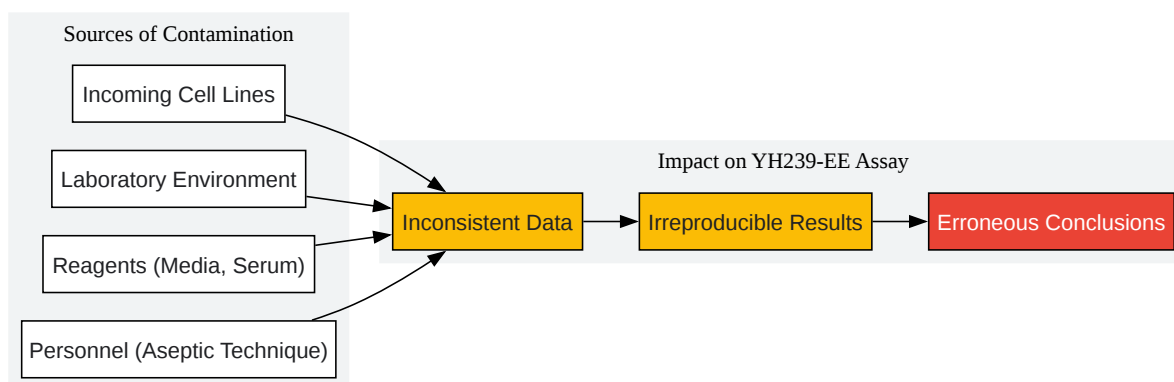 Sources of Contamination
Incoming Cell Lines
Laboratory Environment
Reagents (Media, Serum)
Personnel (Aseptic Technique)
Impact on YH239-EE Assay
Inconsistent Data
Irreproducible Results
Erroneous Conclusions